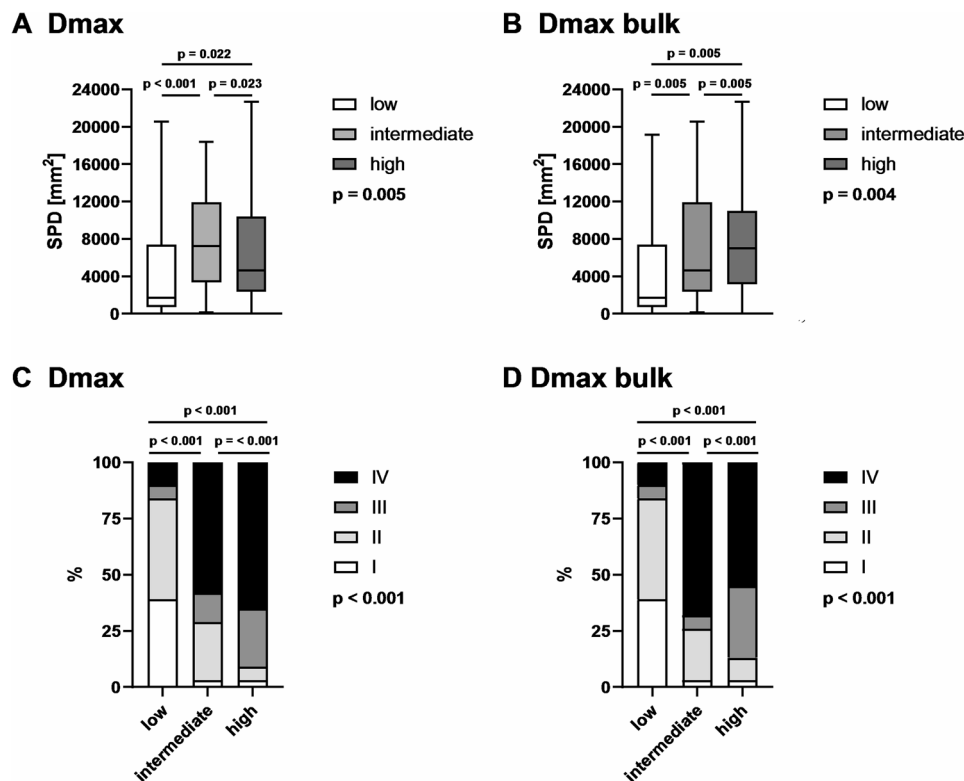 A Dmax
p = 0.022
p < 0.001 p = 0.023
24000
20000
16000
12000
8000
4000
0
SPD [mm²]
low
intermediate
high
p = 0.005
B Dmax bulk
p = 0.005
p = 0.005 p = 0.005
24000
20000
16000
12000
8000
4000
0
SPD [mm²]
low
intermediate
high
p = 0.004
C Dmax
p < 0.001
p < 0.001 p = < 0.001
100
75
50
25
0
%
low
intermediate
high
IV
III
II
I
p < 0.001
D Dmax bulk
p < 0.001
p < 0.001 p < 0.001
100
75
50
25
0
%
low
intermediate
high
IV
III
II
I
p < 0.001